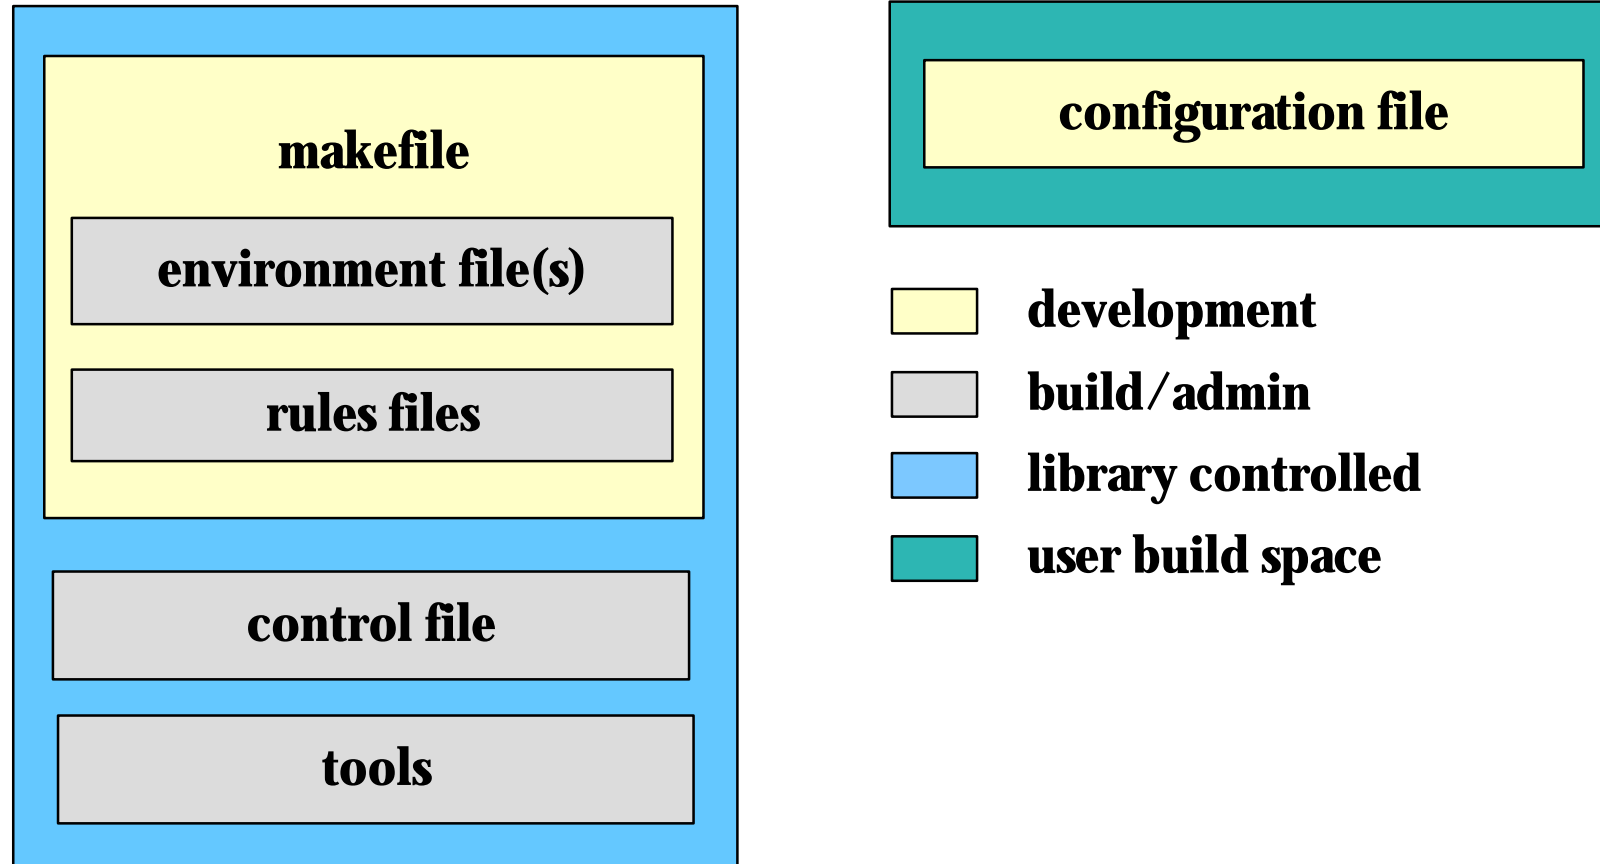 makefile
environment file(s)
rules files
control file
tools
configuration file
development
build/admin
library controlled
user build space